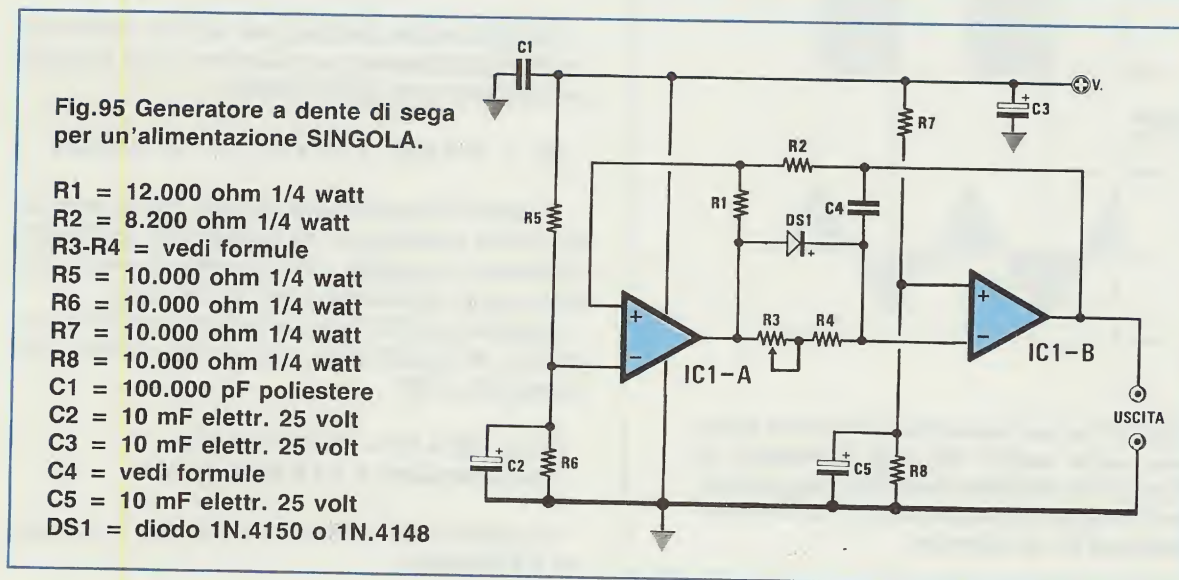 Fig.95 Generatore a dente di sega
per un'alimentazione SINGOLA.
R1 = 12.000 ohm 1/4 watt
R2 = 8.200 ohm 1/4 watt
R3-R4 = vedi formule
R5 = 10.000 ohm 1/4 watt
R6 = 10.000 ohm 1/4 watt
R7 = 10.000 ohm 1/4 watt
R8 = 10.000 ohm 1/4 watt
C1 = 100.000 pF poliestere
C2 = 10 mF elettr. 25 volt
C3 = 10 mF elettr. 25 volt
C4 = vedi formule
C5 = 10 mF elettr. 25 volt
DS1 = diodo 1N.4150 o 1N.4148
C1
V.
+
C3
R7
R2
R1
C4
R5
DS1
+
+
-
IC1-A
R3
R4
+
-
IC1-B
USCITA
+
C2
R6
+
C5
R8